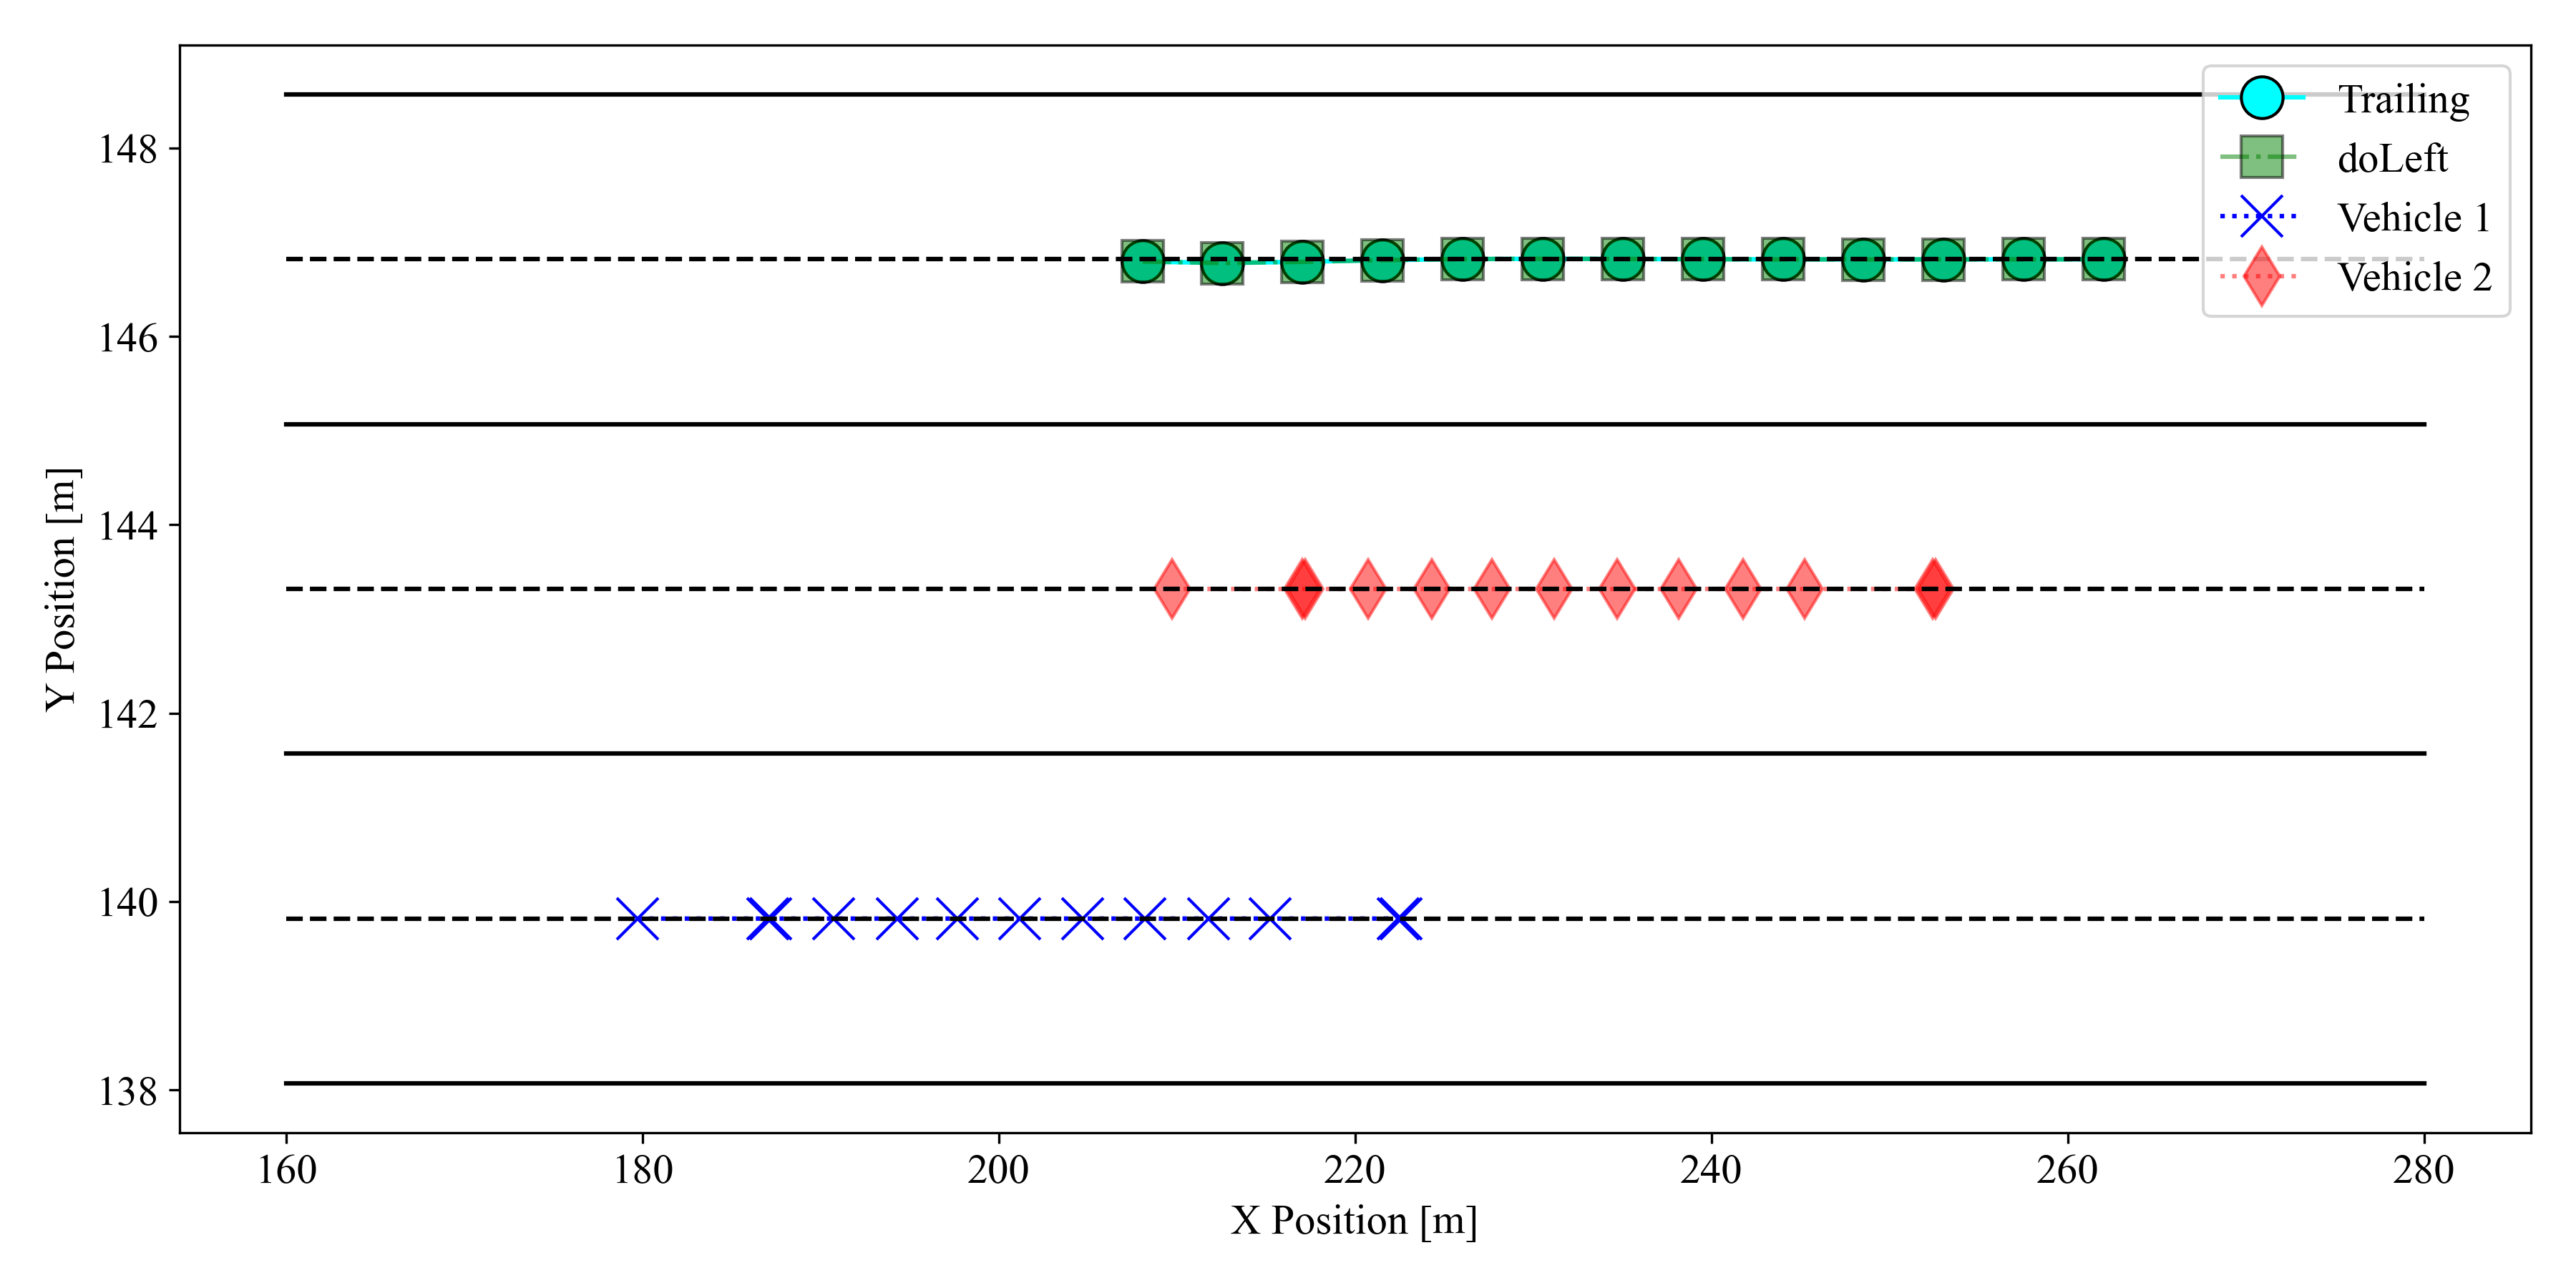 Trailing
doLeft
Vehicle 1
Vehicle 2
148
146
144
142
140
138
Y Position [m]
160 180 200 220 240 260 280
X Position [m]